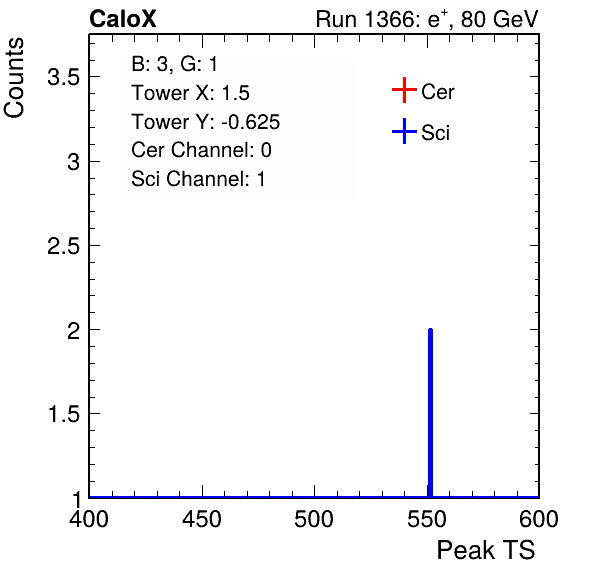 CaloX Run 1366: e⁺, 80 GeV
Counts
B: 3, G: 1
Tower X: 1.5
Tower Y: -0.625
Cer Channel: 0
Sci Channel: 1
Cer
Sci
3.5
3
2.5
2
1.5
1
400 450 500 550 600
Peak TS